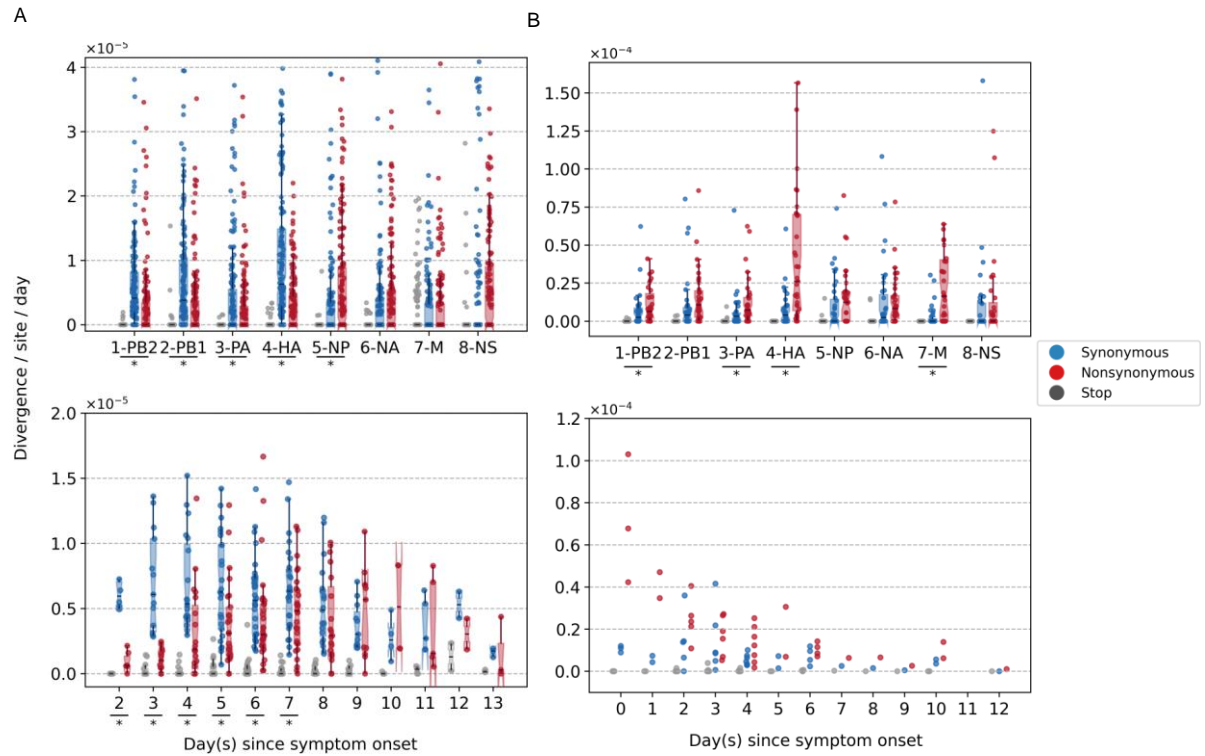 A
B
×10⁻⁵
×10⁻⁴
4
3
2
1
0
1.50
1.25
1.00
0.75
0.50
0.25
0.00
1-PB2 2-PB1 3-PA 4-HA 5-NP 6-NA 7-M 8-NS
* * * * *
1-PB2 2-PB1 3-PA 4-HA 5-NP 6-NA 7-M 8-NS
* * * *
Synonymous
Nonsynonymous
Stop
Divergence / site / day
×10⁻⁵
2.0
1.5
1.0
0.5
0.0
2 3 4 5 6 7 8 9 10 11 12 13
* * * * * *
Day(s) since symptom onset
×10⁻⁴
1.2
1.0
0.8
0.6
0.4
0.2
0.0
0 1 2 3 4 5 6 7 8 9 10 11 12
Day(s) since symptom onset